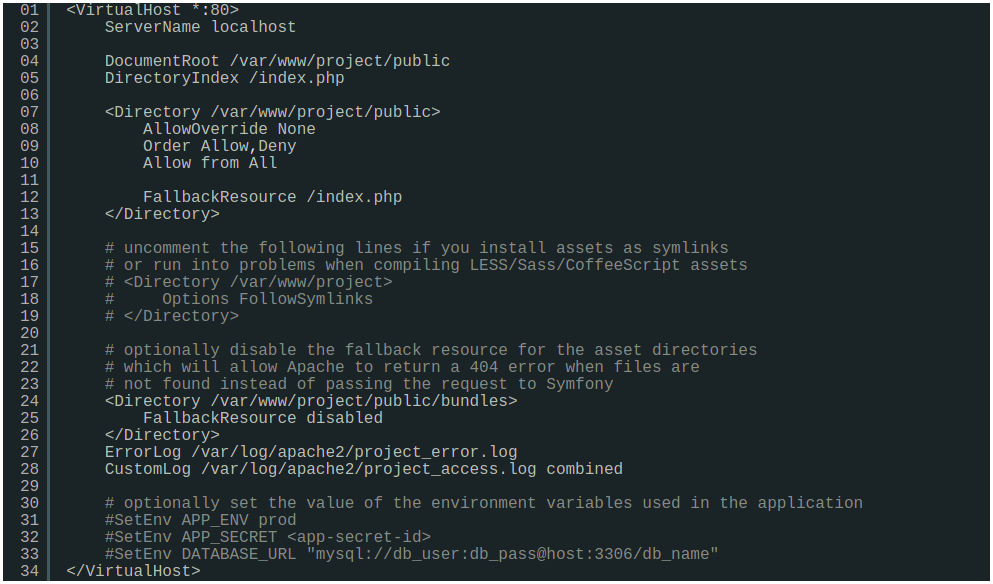 01 <VirtualHost *:80>
02     ServerName localhost
03
04     DocumentRoot /var/www/project/public
05     DirectoryIndex /index.php
06
07     <Directory /var/www/project/public>
08         AllowOverride None
09         Order Allow,Deny
10         Allow from All
11
12         FallbackResource /index.php
13     </Directory>
14
15     # uncomment the following lines if you install assets as symlinks
16     # or run into problems when compiling LESS/Sass/CoffeeScript assets
17     # <Directory /var/www/project>
18     #     Options FollowSymlinks
19     # </Directory>
20
21     # optionally disable the fallback resource for the asset directories
22     # which will allow Apache to return a 404 error when files are
23     # not found instead of passing the request to Symfony
24     <Directory /var/www/project/public/bundles>
25         FallbackResource disabled
26     </Directory>
27     ErrorLog /var/log/apache2/project_error.log
28     CustomLog /var/log/apache2/project_access.log combined
29
30     # optionally set the value of the environment variables used in the application
31     #SetEnv APP_ENV prod
32     #SetEnv APP_SECRET <app-secret-id>
33     #SetEnv DATABASE_URL "mysql://db_user:db_pass@host:3306/db_name"
34 </VirtualHost>